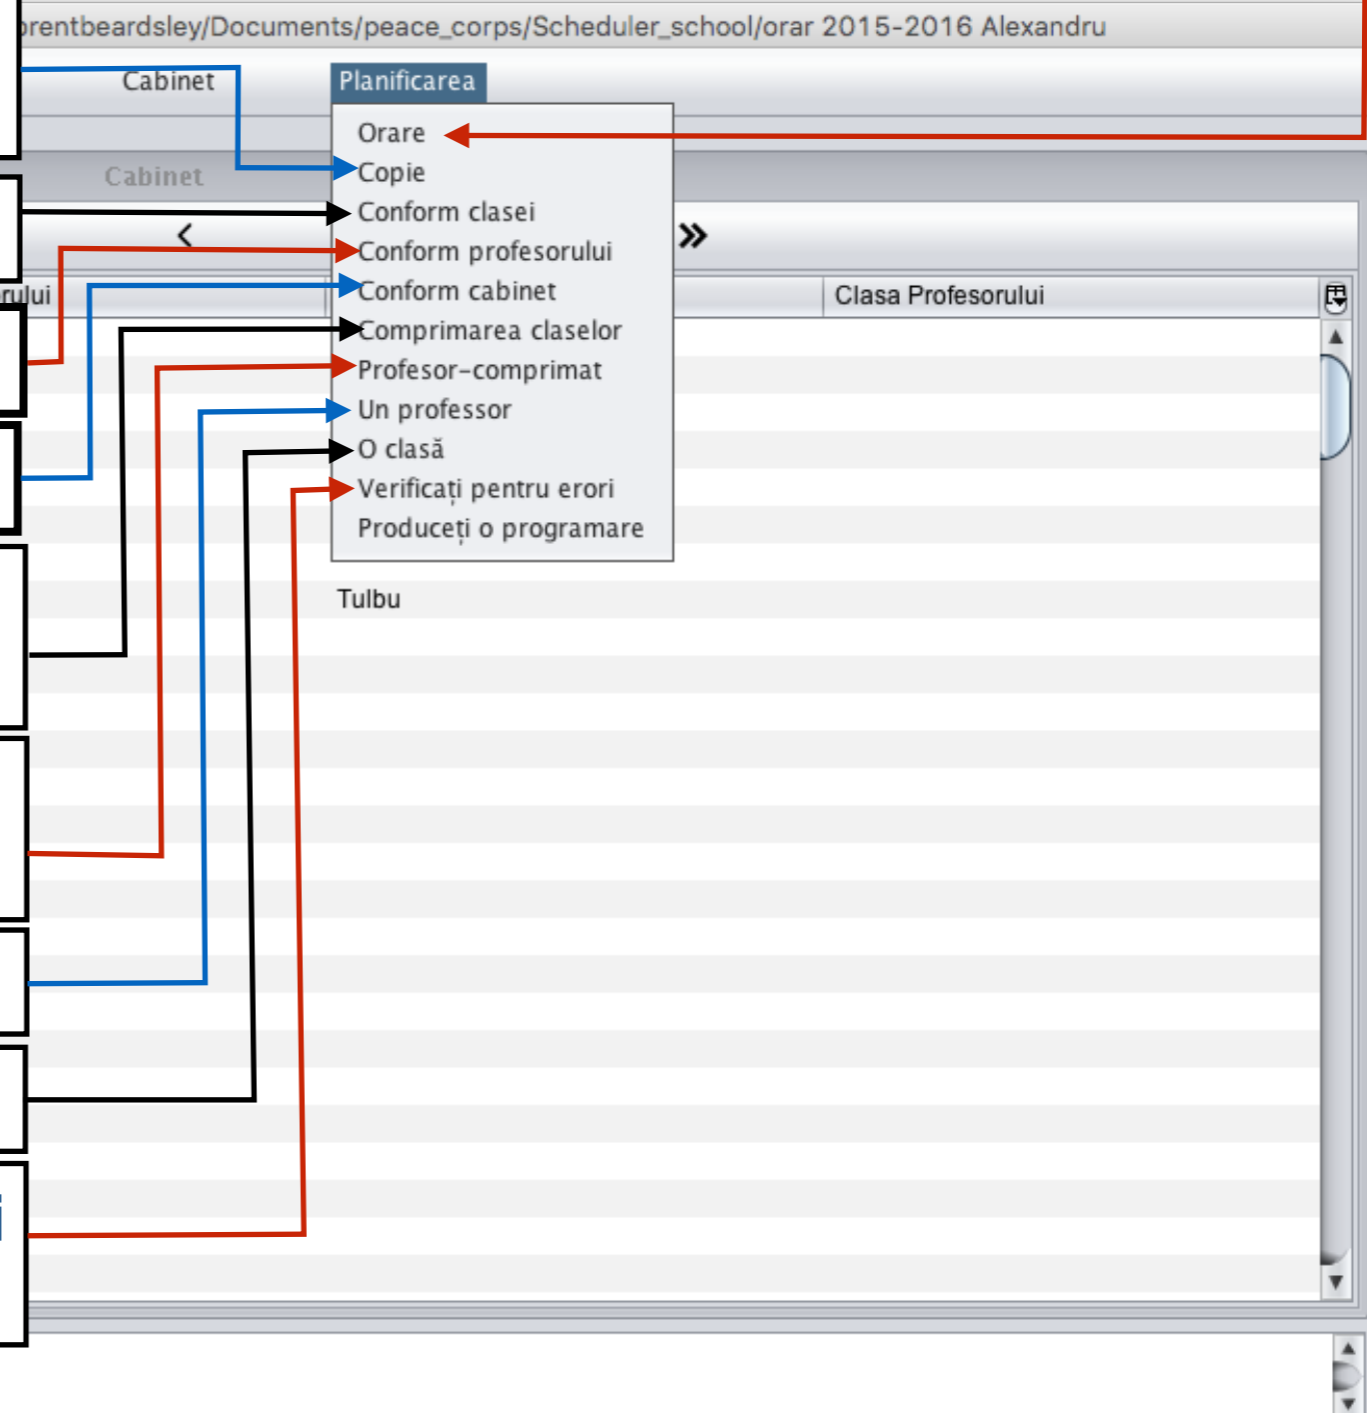 orentbeardsley/Documents/peace_corps/Scheduler_school/orar 2015-2016 Alexandru
Cabinet Planificarea
Orare
Copie
Cabinet
Conform clasei
Conform profesorului
Conform cabinet
rului Clasa Profesorului
Comprimarea claselor
Profesor-comprimat
Un professor
O clasă
Verificați pentru erori
Produceți o programare
Tulbu
i